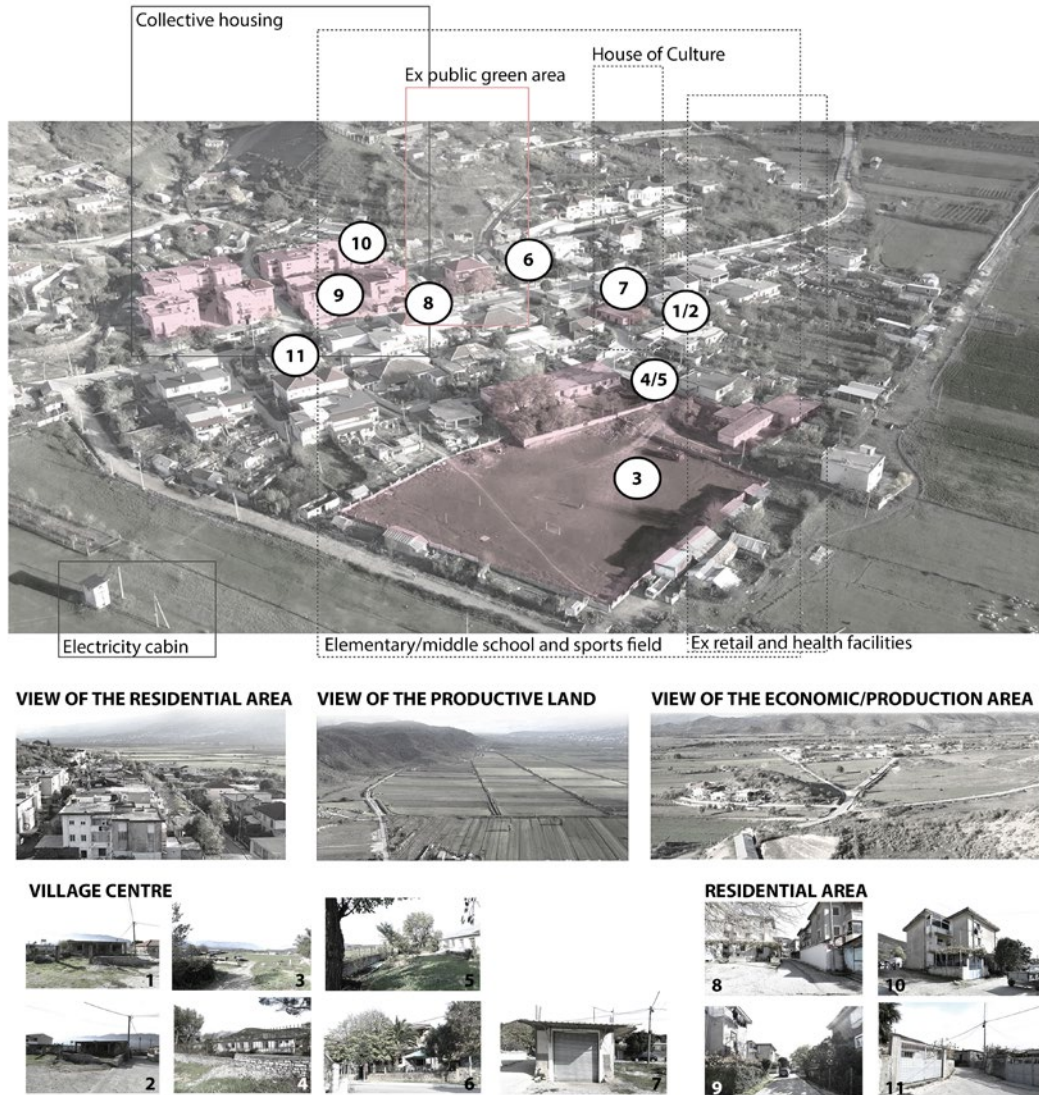 Collective housing
House of Culture
Ex public green area
10
6
9
8
7
1/2
11
4/5
3
Electricity cabin
Elementary/middle school and sports field
Ex retail and health facilities
VIEW OF THE RESIDENTIAL AREA
VIEW OF THE PRODUCTIVE LAND
VIEW OF THE ECONOMIC/PRODUCTION AREA
VILLAGE CENTRE
RESIDENTIAL AREA
1
3
5
8
10
2
4
6
7
9
11